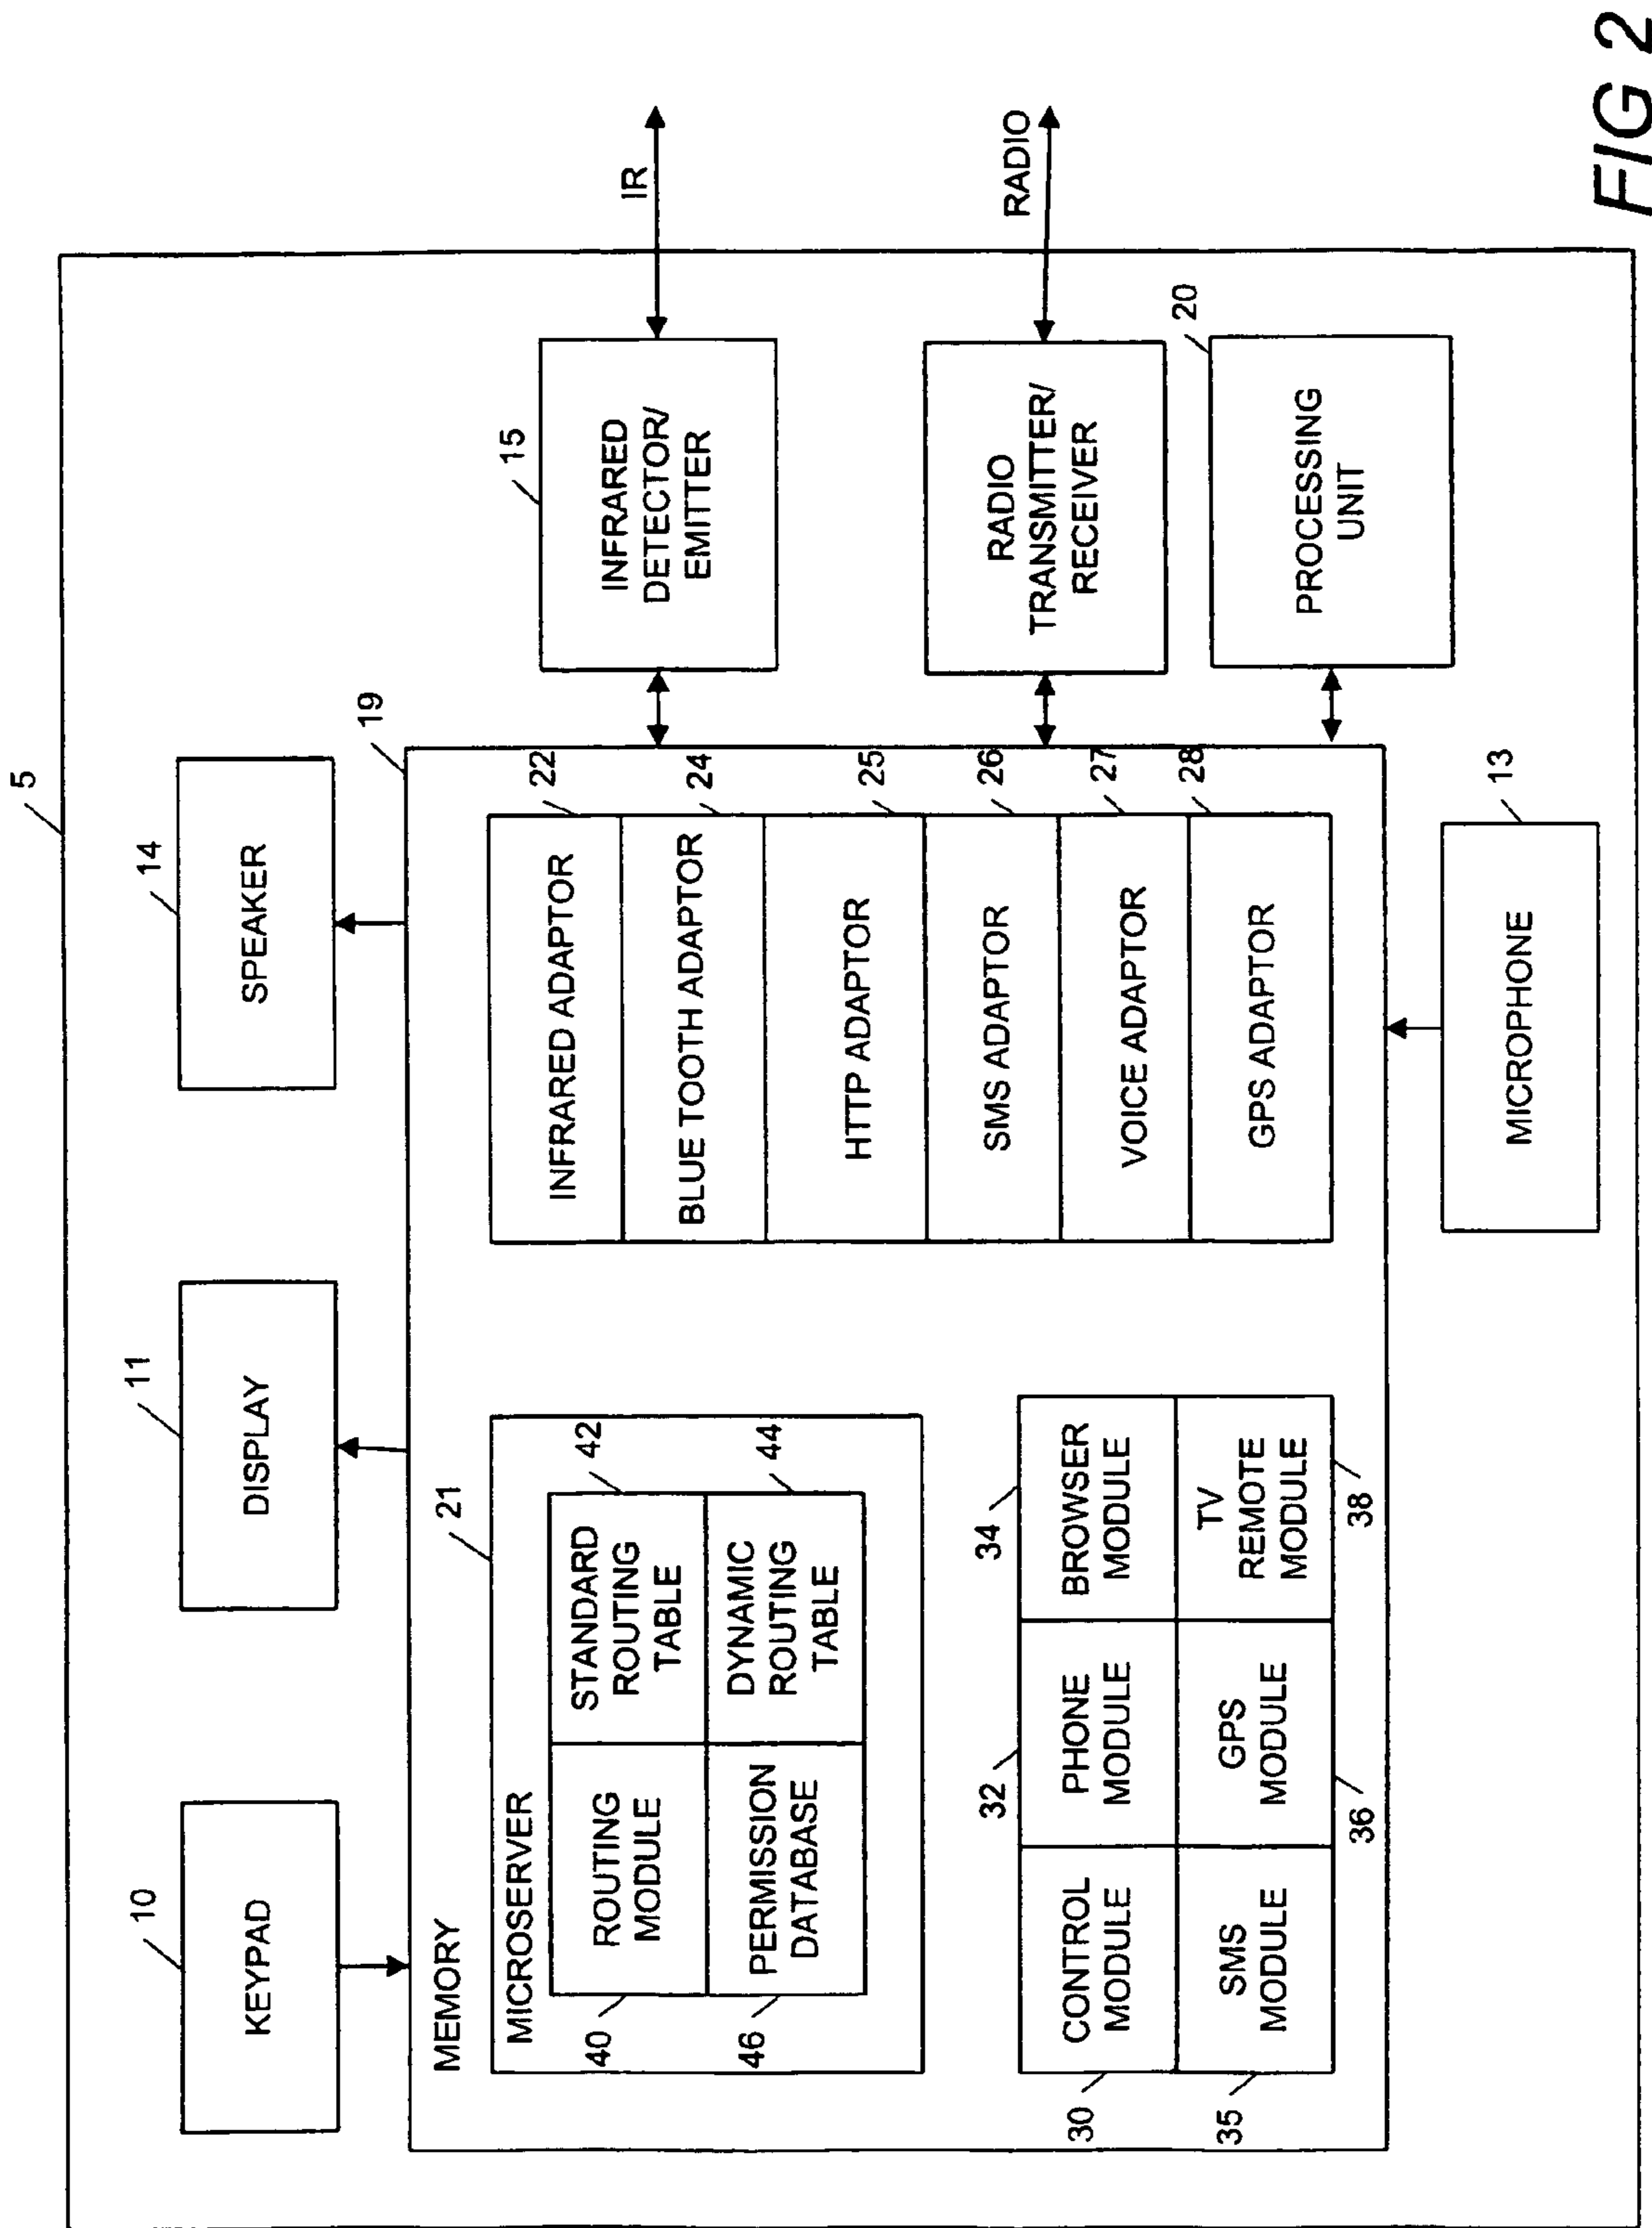 5
10
11
14
KEYPAD
DISPLAY
SPEAKER
19
MEMORY
21
MICROSERVER
40
42
ROUTING
MODULE
STANDARD
ROUTING
TABLE
46
44
PERMISSION
DATABASE
DYNAMIC
ROUTING
TABLE
32
34
30
CONTROL
MODULE
PHONE
MODULE
BROWSER
MODULE
35
SMS
MODULE
GPS
MODULE
TV
REMOTE
MODULE
36
38
INFRARED ADAPTOR
22
BLUE TOOTH ADAPTOR
24
HTTP ADAPTOR
25
SMS ADAPTOR
26
VOICE ADAPTOR
27
GPS ADAPTOR
28
15
INFRARED
DETECTOR/
EMITTER
IR
RADIO
TRANSMITTER/
RECEIVER
RADIO
20
PROCESSING
UNIT
13
MICROPHONE
FIG 2